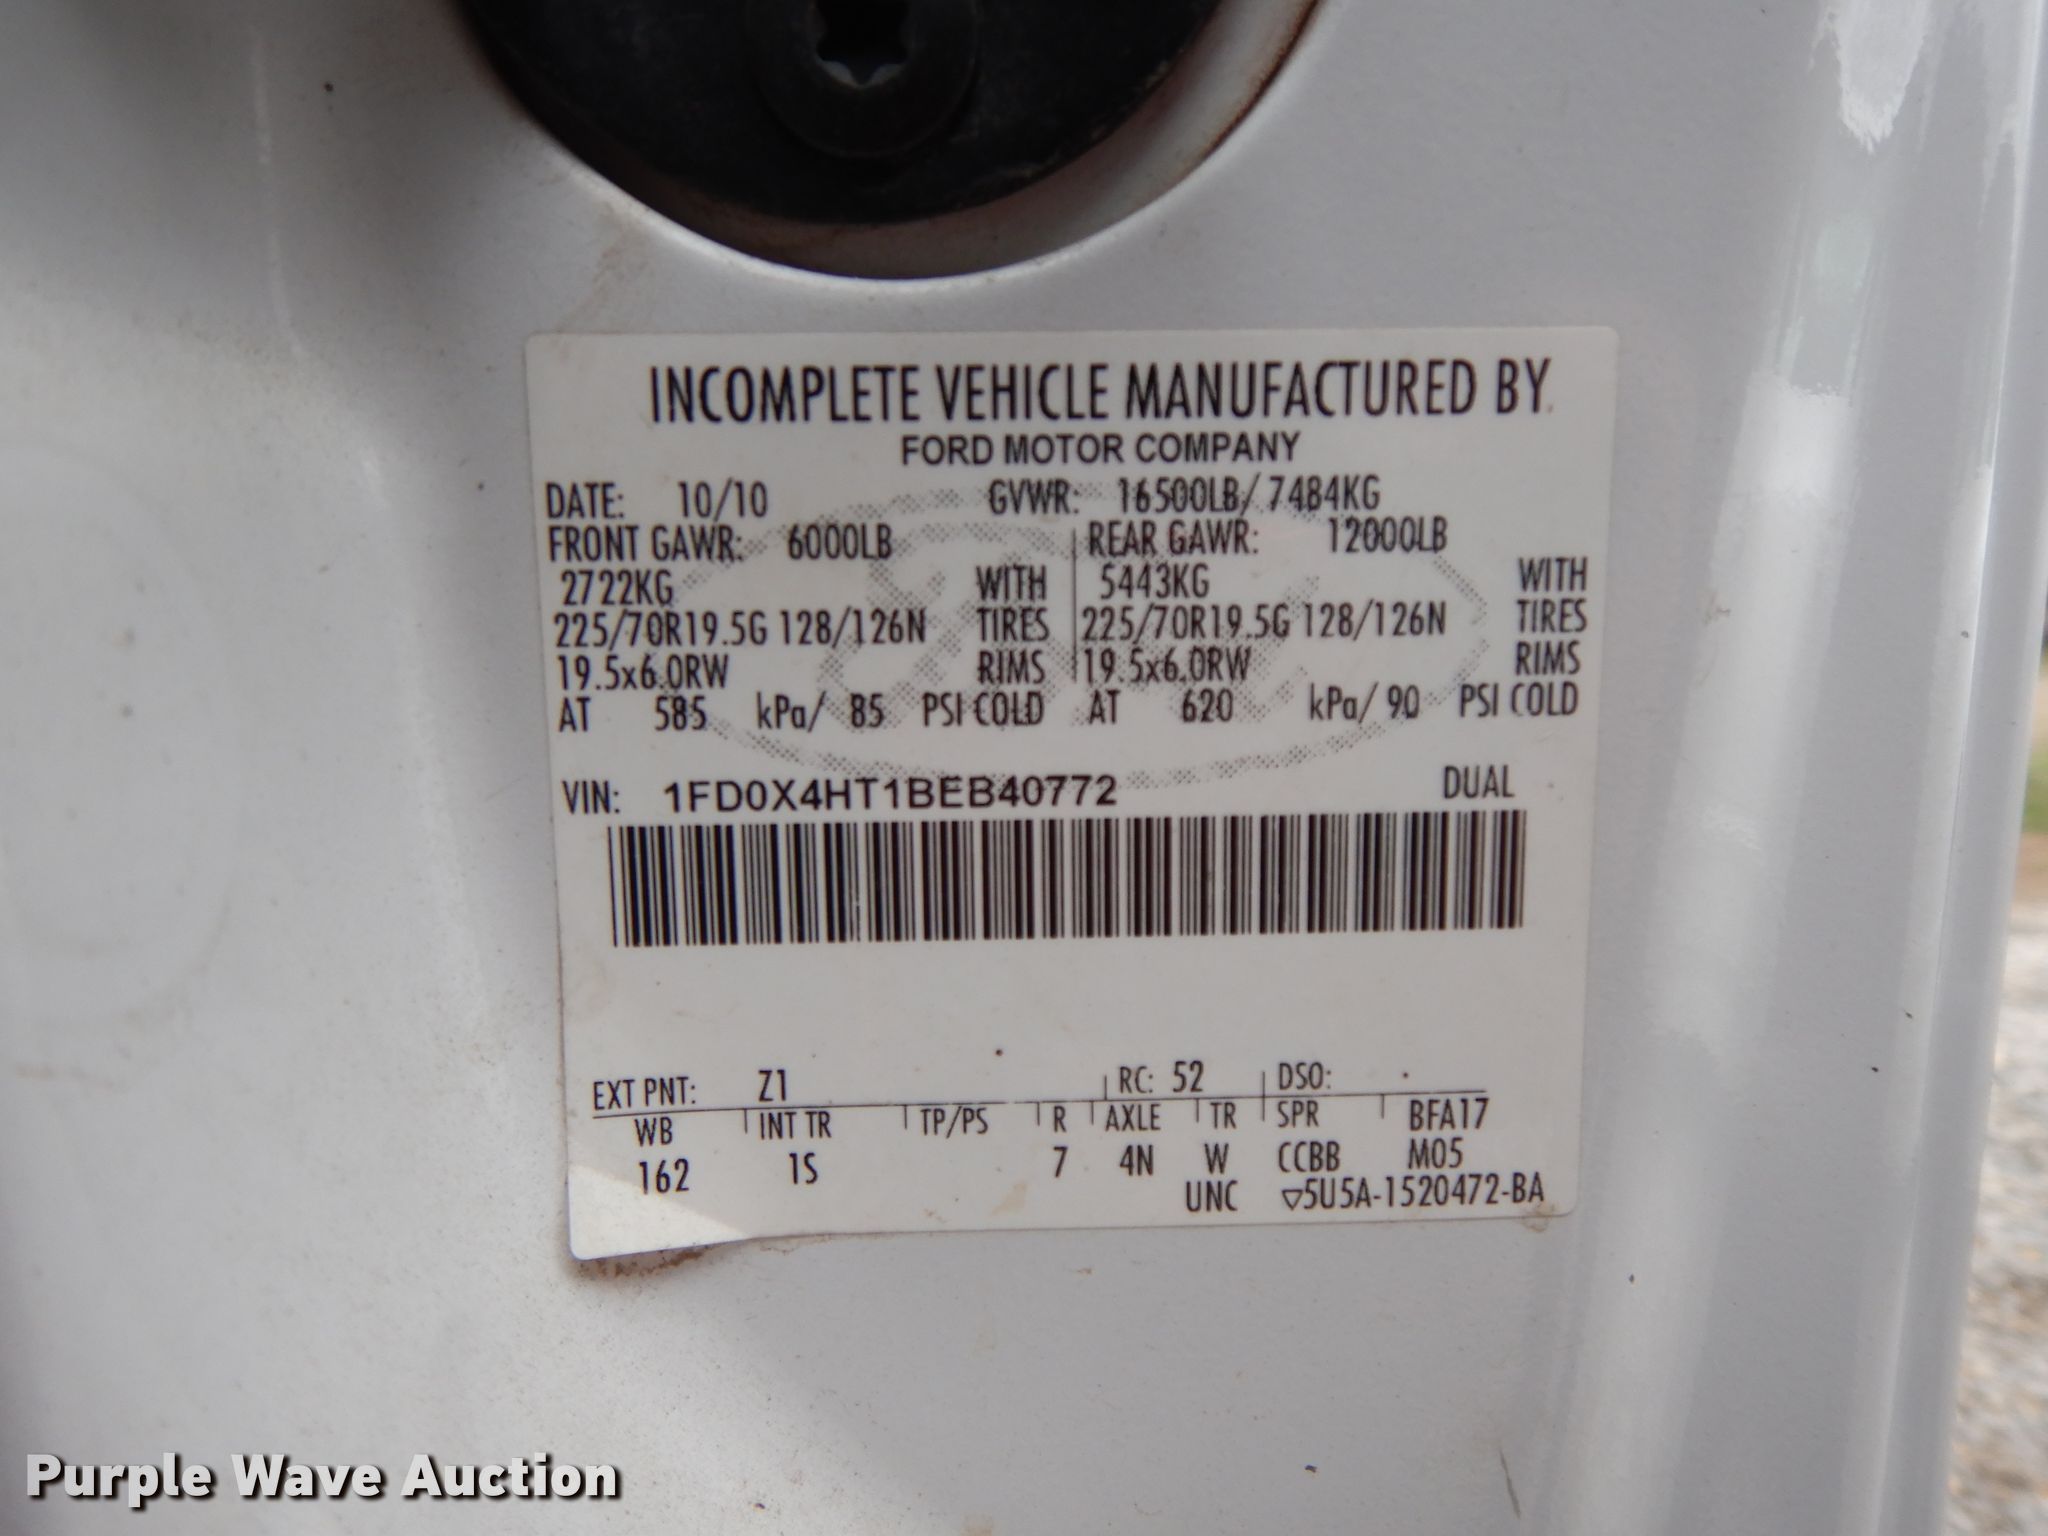 INCOMPLETE VEHICLE MANUFACTURED BY
FORD MOTOR COMPANY
DATE: 10/10 GVWR: 16500LB/ 7484KG
FRONT GAWR: 6000LB REAR GAWR: 12000LB
2722KG WITH 5443KG WITH
225/70R19.5G 128/126N TIRES 225/70R19.5G 128/126N TIRES
19.5x6.0RW RIMS 19.5x6.0RW RIMS
AT 585 kPa/ 85 PSI COLD AT 620 kPa/ 90 PSI COLD
VIN: 1FD0X4HT1BEB40772 DUAL
EXT PNT: Z1 RC: 52 DSO:
WB INT TR TP/PS R AXLE TR SPR BFA17
162 1S 7 4N W CCBB M05
UNC ▽5U5A-1520472-BA
Purple Wave Auction